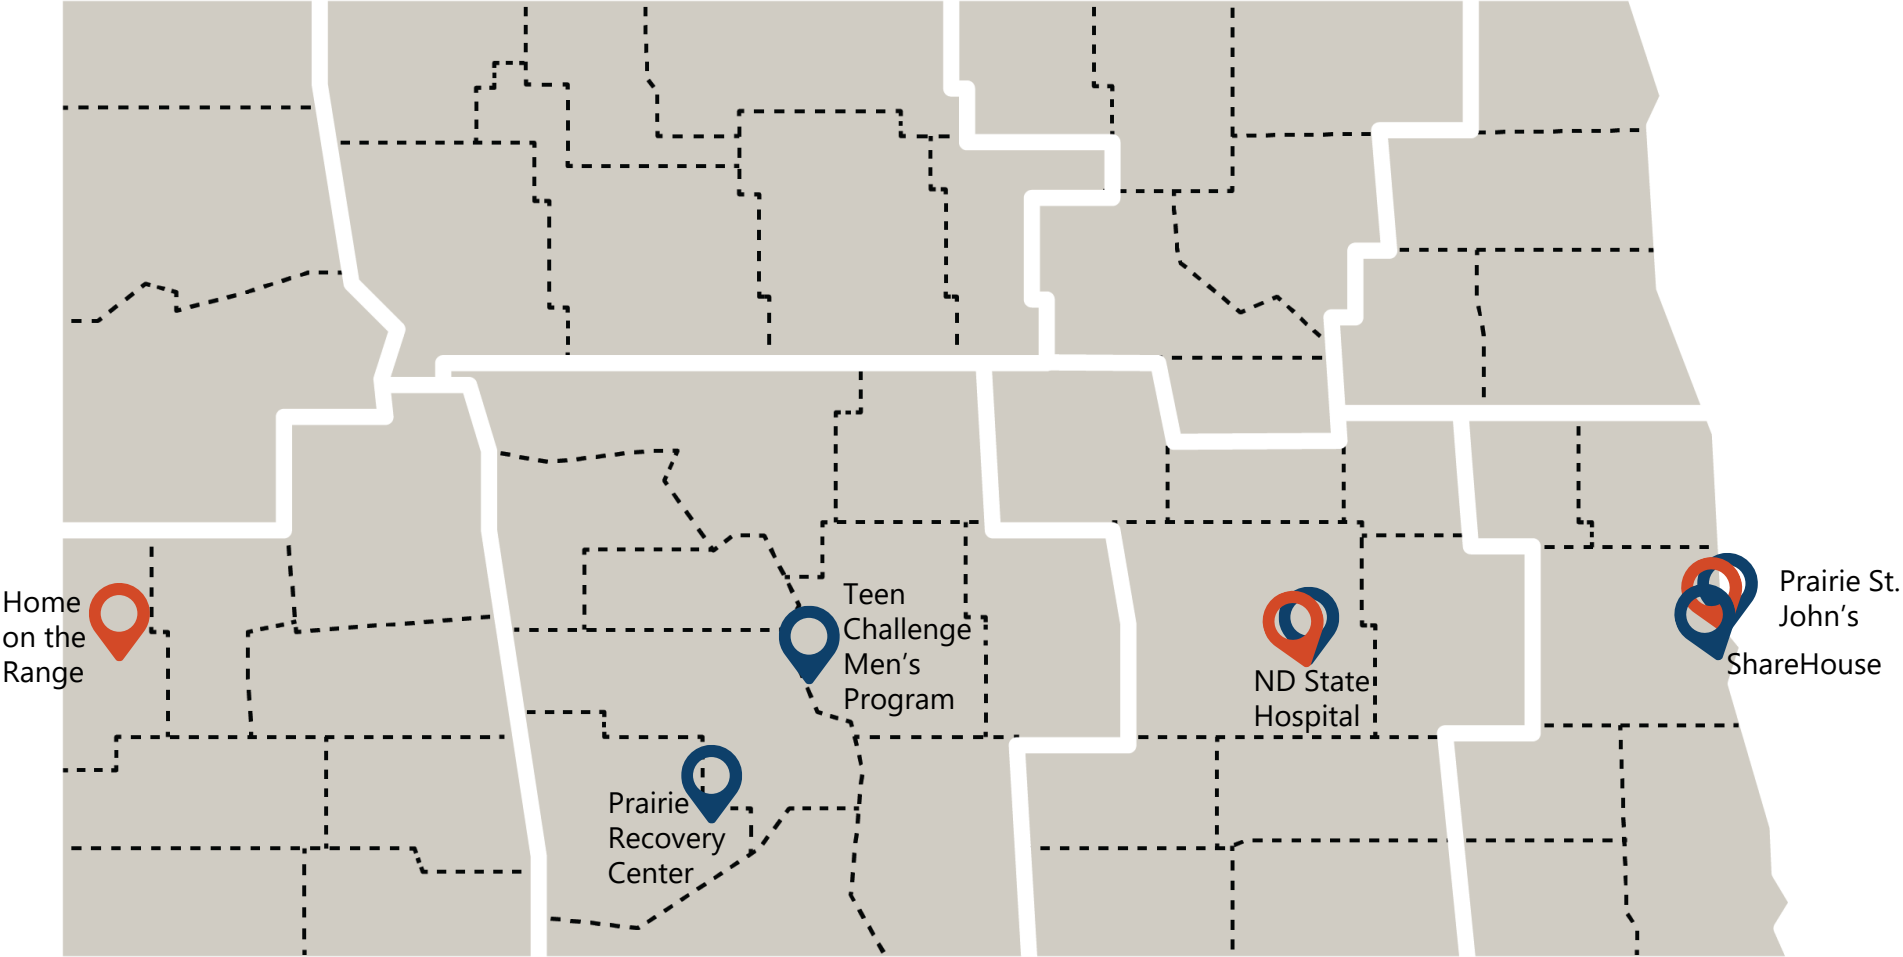 Home
on the
Range
Teen
Challenge
Men’s
Program
Prairie
Recovery
Center
ND State
Hospital
Prairie St.
John’s
ShareHouse